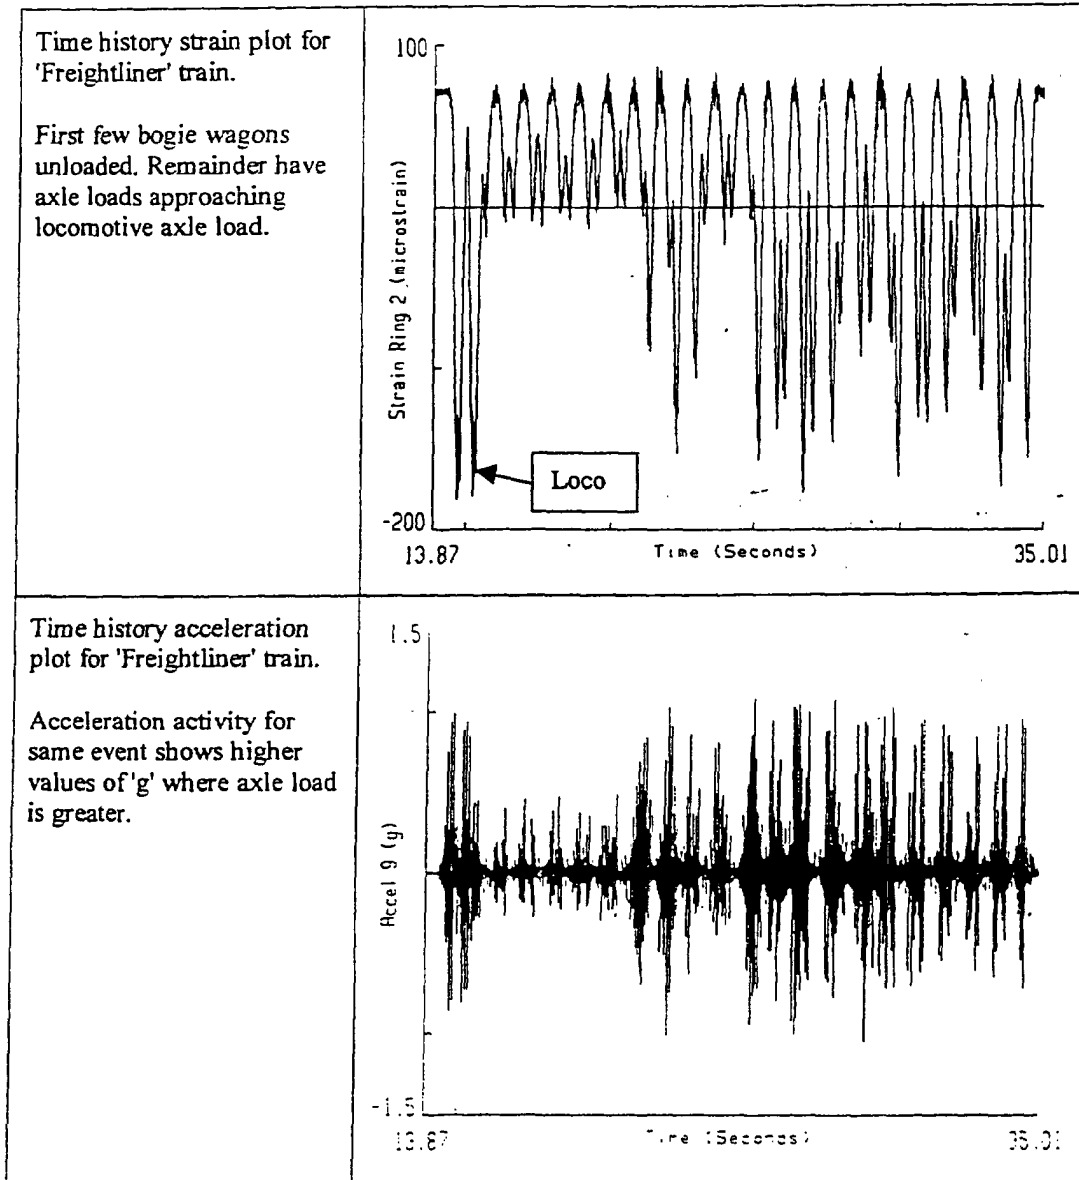 Time history strain plot for
'Freightliner' train.
First few bogie wagons
unloaded. Remainder have
axle loads approaching
locomotive axle load.
100
Strain Ring 2 (microstrain)
Loco
-200
13.87
Time (Seconds)
35.01
Time history acceleration
plot for 'Freightliner' train.
Acceleration activity for
same event shows higher
values of 'g' where axle load
is greater.
1.5
Accel 9 (g)
-1.5
13.87
(Seconds)